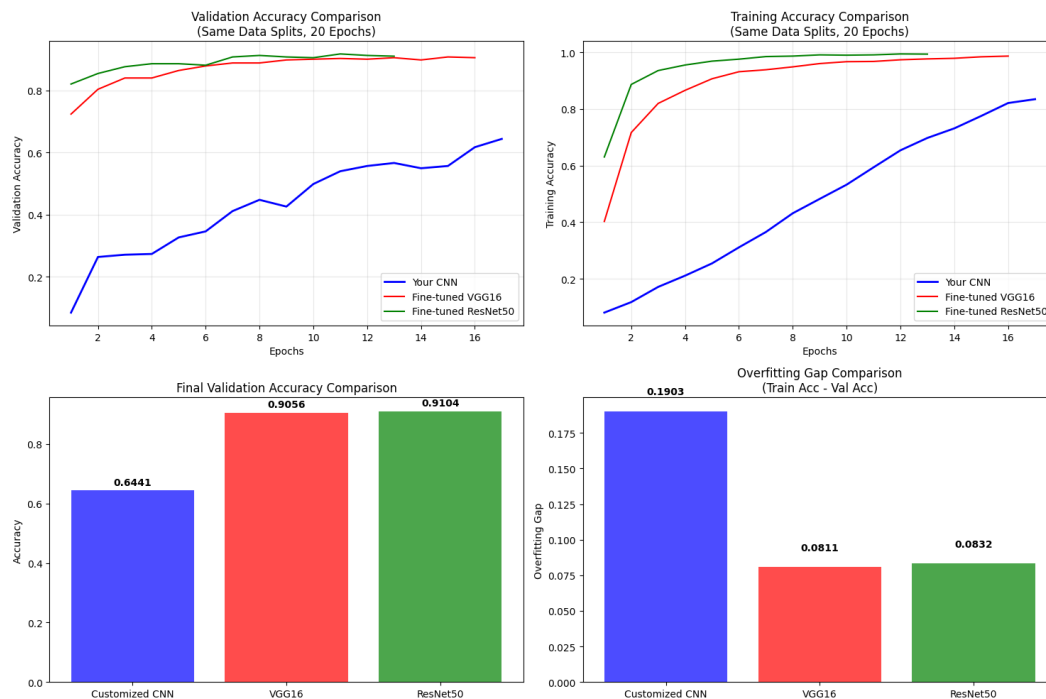 Validation Accuracy Comparison
(Same Data Splits, 20 Epochs)
Validation Accuracy
0.8
0.6
0.4
0.2
Your CNN
Fine-tuned VGG16
Fine-tuned ResNet50
2 4 6 8 10 12 14 16
Epochs
Training Accuracy Comparison
(Same Data Splits, 20 Epochs)
Training Accuracy
1.0
0.8
0.6
0.4
0.2
Your CNN
Fine-tuned VGG16
Fine-tuned ResNet50
2 4 6 8 10 12 14 16
Epochs
Final Validation Accuracy Comparison
Accuracy
0.8
0.6
0.4
0.2
0.0
0.6441
0.9056
0.9104
Customized CNN VGG16 ResNet50
Overfitting Gap Comparison
(Train Acc - Val Acc)
Overfitting Gap
0.175
0.150
0.125
0.100
0.075
0.050
0.025
0.000
0.1903
0.0811
0.0832
Customized CNN VGG16 ResNet50